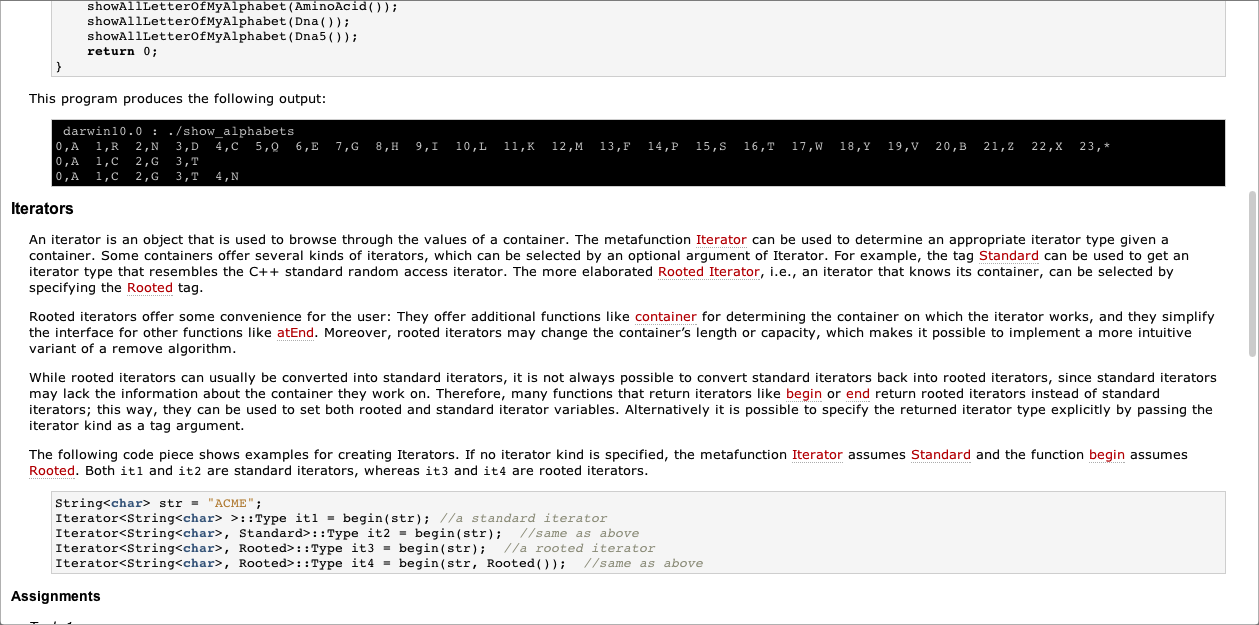 showAllLetterOfMyAlphabet(AminoAcid());
showAllLetterOfMyAlphabet(Dna());
showAllLetterOfMyAlphabet(Dna5());
return 0;
}
This program produces the following output:
darwin10.0 : ./show_alphabets
0,A  1,R  2,N  3,D  4,C  5,Q  6,E  7,G  8,H  9,I  10,L  11,K  12,M  13,F  14,P  15,S  16,T  17,W  18,Y  19,V  20,B  21,Z  22,X  23,*
0,A  1,C  2,G  3,T
0,A  1,C  2,G  3,T  4,N
Iterators
An iterator is an object that is used to browse through the values of a container. The metafunction Iterator can be used to determine an appropriate iterator type given a
container. Some containers offer several kinds of iterators, which can be selected by an optional argument of Iterator. For example, the tag Standard can be used to get an
iterator type that resembles the C++ standard random access iterator. The more elaborated Rooted Iterator, i.e., an iterator that knows its container, can be selected by
specifying the Rooted tag.
Rooted iterators offer some convenience for the user: They offer additional functions like container for determining the container on which the iterator works, and they simplify
the interface for other functions like atEnd. Moreover, rooted iterators may change the container’s length or capacity, which makes it possible to implement a more intuitive
variant of a remove algorithm.
While rooted iterators can usually be converted into standard iterators, it is not always possible to convert standard iterators back into rooted iterators, since standard iterators
may lack the information about the container they work on. Therefore, many functions that return iterators like begin or end return rooted iterators instead of standard
iterators; this way, they can be used to set both rooted and standard iterator variables. Alternatively it is possible to specify the returned iterator type explicitly by passing the
iterator kind as a tag argument.
The following code piece shows examples for creating Iterators. If no iterator kind is specified, the metafunction Iterator assumes Standard and the function begin assumes
Rooted. Both it1 and it2 are standard iterators, whereas it3 and it4 are rooted iterators.
String<char> str = "ACME";
Iterator<String<char> >::Type it1 = begin(str); //a standard iterator
Iterator<String<char>, Standard>::Type it2 = begin(str);  //same as above
Iterator<String<char>, Rooted>::Type it3 = begin(str);  //a rooted iterator
Iterator<String<char>, Rooted>::Type it4 = begin(str, Rooted());  //same as above
Assignments